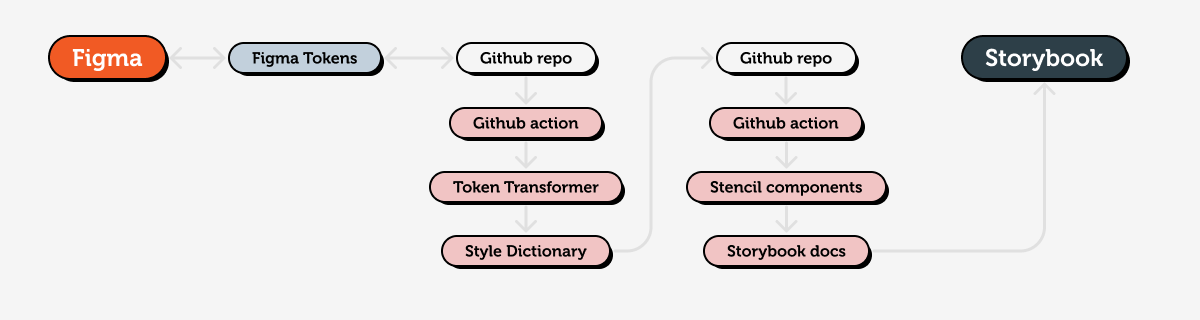 Figma
Figma Tokens
Github repo
Github action
Token Transformer
Style Dictionary
Github repo
Github action
Stencil components
Storybook docs
Storybook